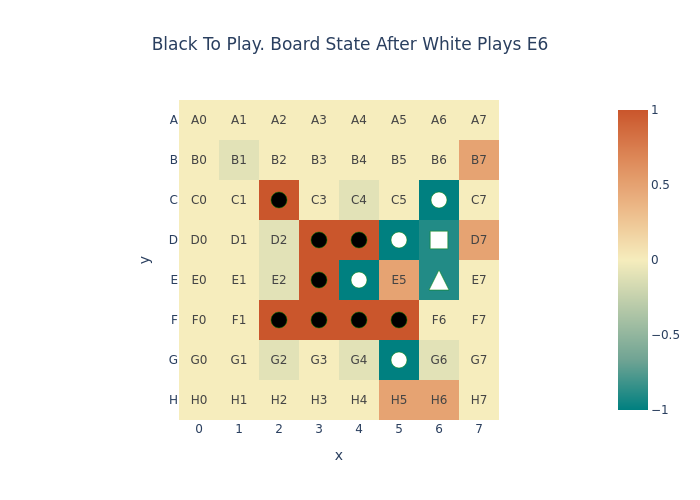 Black To Play. Board State After White Plays E6
A A0 A1 A2 A3 A4 A5 A6 A7
B B0 B1 B2 B3 B4 B5 B6 B7
C C0 C1 C3 C4 C5 C7
D D0 D1 D2 D7
E E0 E1 E2 E5 E7
F F0 F1 F6 F7
G G0 G1 G2 G3 G4 G6 G7
H H0 H1 H2 H3 H4 H5 H6 H7
0 1 2 3 4 5 6 7
x
y
1
0.5
0
−0.5
−1